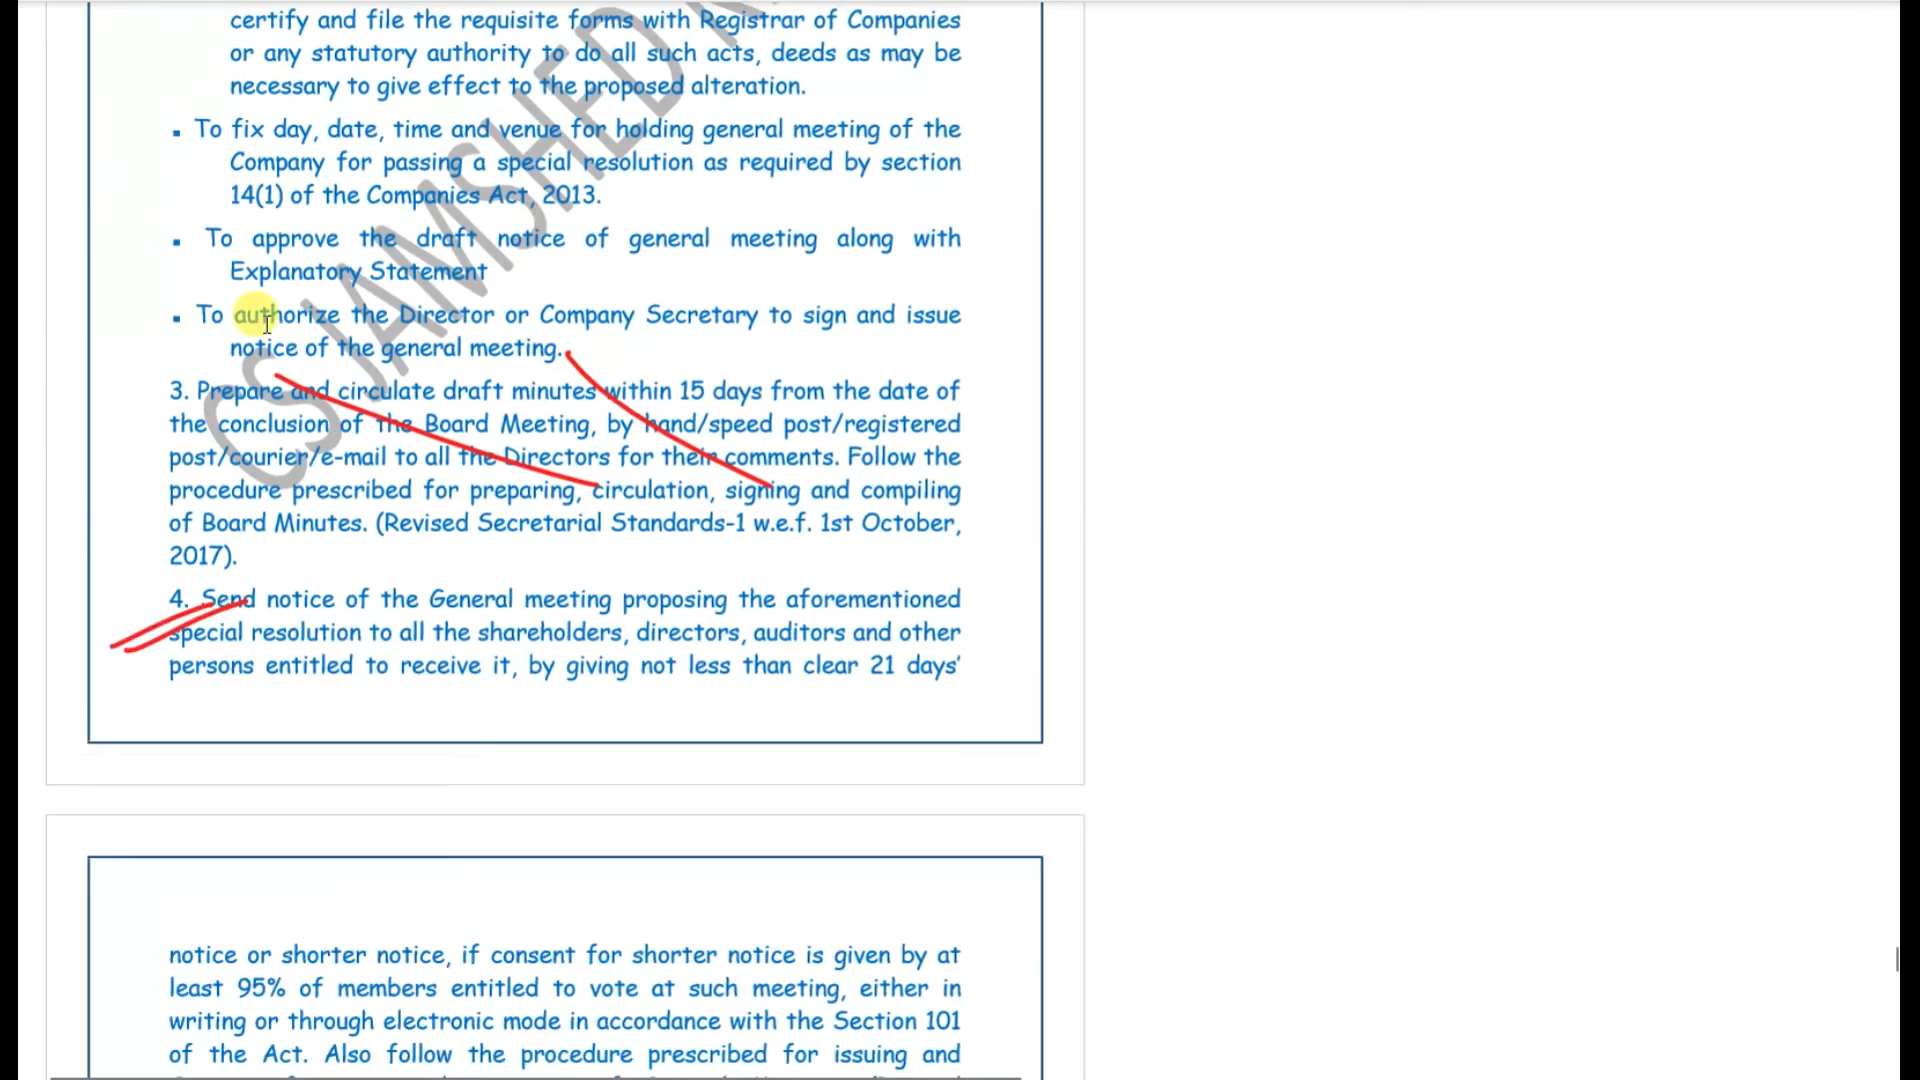 certify and file the requisite forms with Registrar of Companies
or any statutory authority to do all such acts, deeds as may be
necessary to give effect to the proposed alteration.
▪ To fix day, date, time and venue for holding general meeting of the
Company for passing a special resolution as required by section
14(1) of the Companies Act, 2013.
▪ To approve the draft notice of general meeting along with
Explanatory Statement
▪ To authorize the Director or Company Secretary to sign and issue
notice of the general meeting.
3. Prepare and circulate draft minutes within 15 days from the date of
the conclusion of the Board Meeting, by hand/speed post/registered
post/courier/e-mail to all the Directors for their comments. Follow the
procedure prescribed for preparing, circulation, signing and compiling
of Board Minutes. (Revised Secretarial Standards-1 w.e.f. 1st October,
2017).
4. Send notice of the General meeting proposing the aforementioned
special resolution to all the shareholders, directors, auditors and other
persons entitled to receive it, by giving not less than clear 21 days'
notice or shorter notice, if consent for shorter notice is given by at
least 95% of members entitled to vote at such meeting, either in
writing or through electronic mode in accordance with the Section 101
of the Act. Also follow the procedure prescribed for issuing and
CS JAMSHED